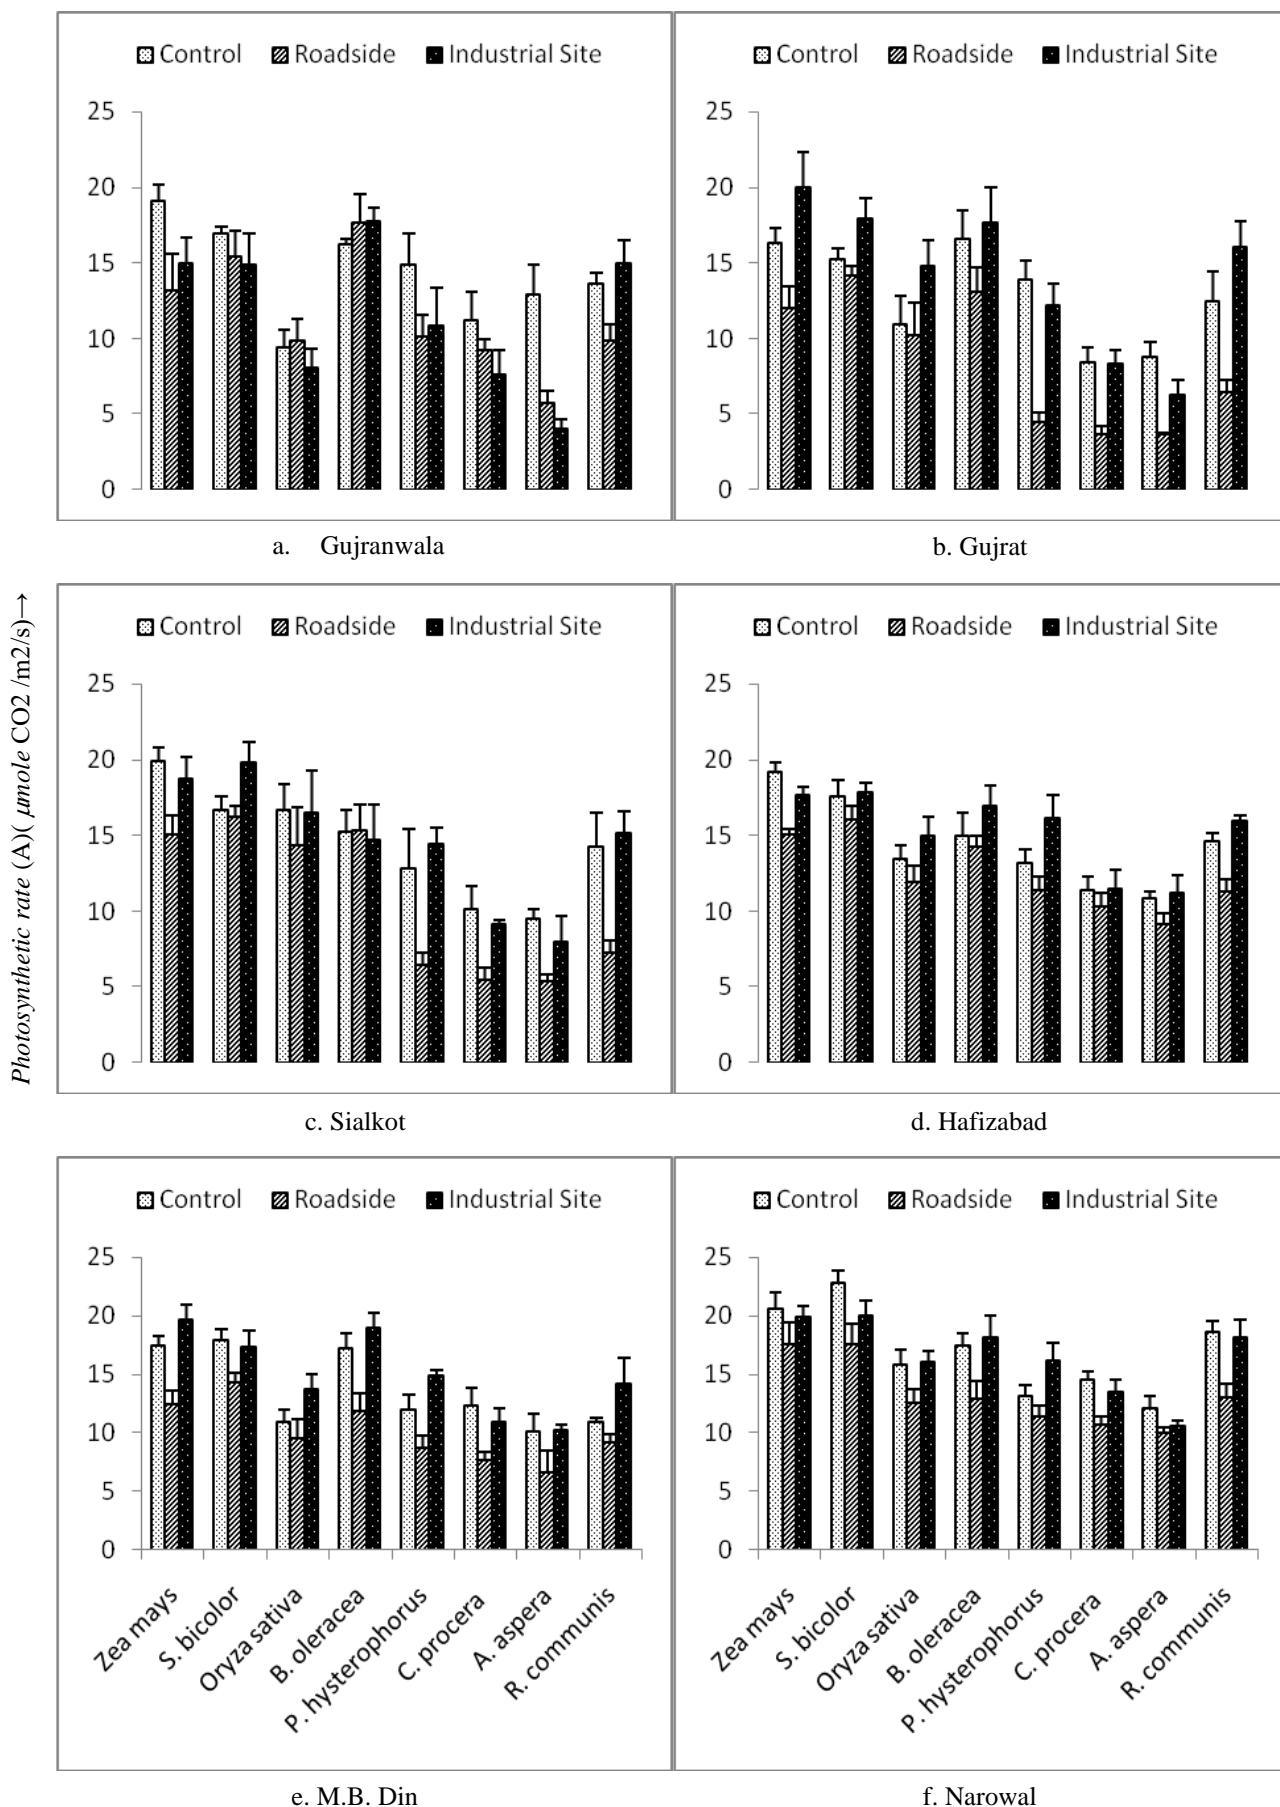 Control Roadside Industrial Site
Control Roadside Industrial Site
25
20
15
10
5
0
25
20
15
10
5
0
a. Gujranwala
b. Gujrat
Photosynthetic rate (A)( µmole CO2 /m2/s)→
Control Roadside Industrial Site
Control Roadside Industrial Site
25
20
15
10
5
0
25
20
15
10
5
0
c. Sialkot
d. Hafizabad
Control Roadside Industrial Site
Control Roadside Industrial Site
25
20
15
10
5
0
Zea mays
S. bicolor
Oryza sativa
B. oleracea
P. hysterophorus
C. procera
A. aspera
R. communis
25
20
15
10
5
0
Zea mays
S. bicolor
Oryza sativa
B. oleracea
P. hysterophorus
C. procera
A. aspera
R. communis
e. M.B. Din
f. Narowal